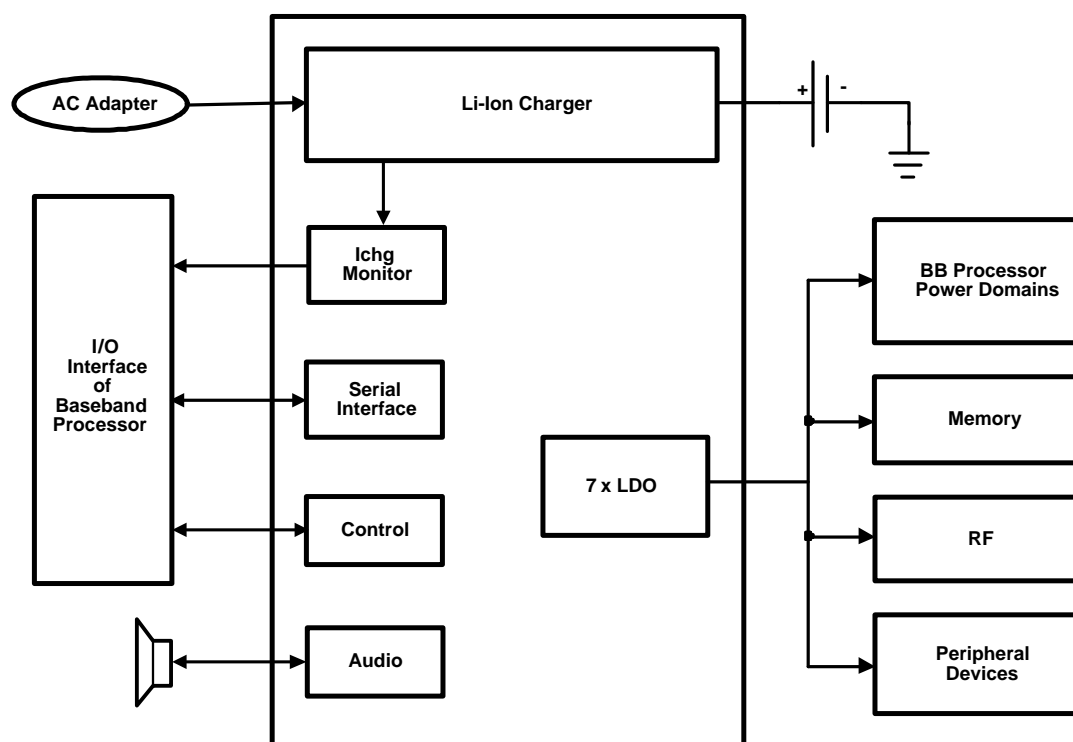 AC Adapter
Li-Ion Charger
+
-
Ichg
Monitor
I/O
Interface
of
Baseband
Processor
Serial
Interface
Control
Audio
7 x LDO
BB Processor
Power Domains
Memory
RF
Peripheral
Devices